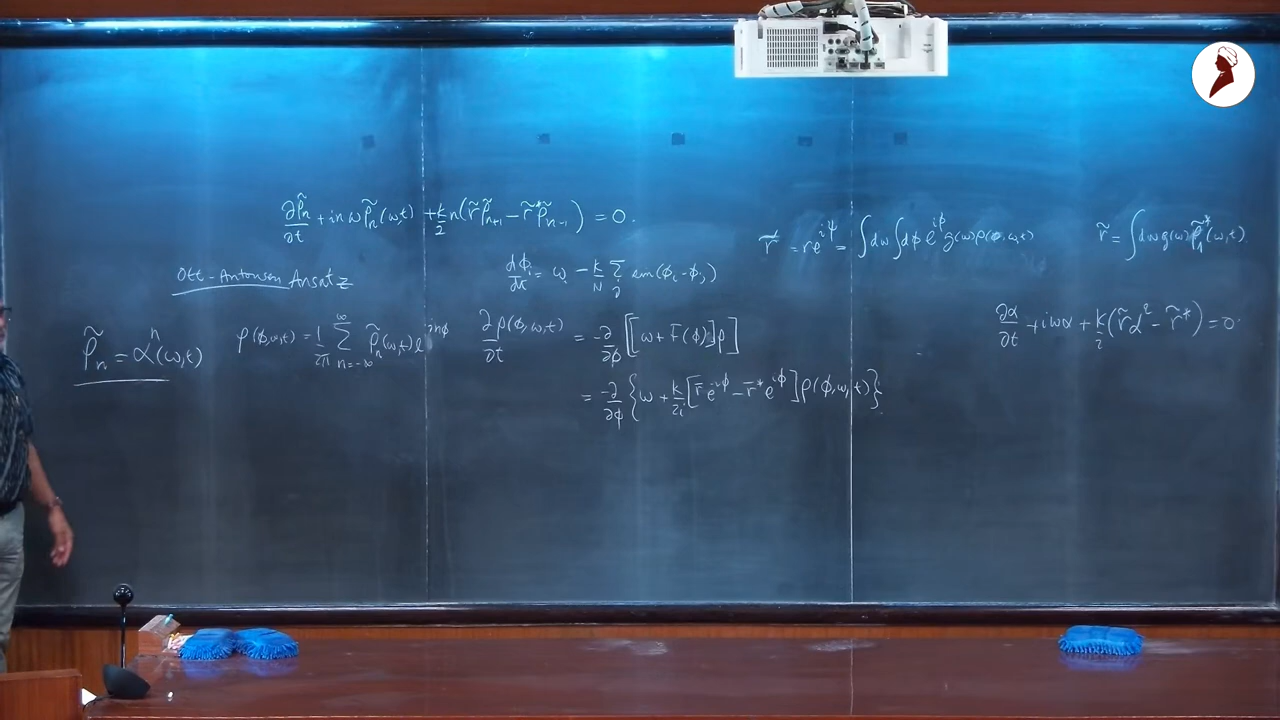 ∂ρ̃ₙ/∂t + inωρ̃ₙ(ω,t) + k/2 n(r̃ρ̃ₙ₊₁ − r̃*ρ̃ₙ₋₁) = 0.
r̃ = re^{iψ} = ∫dω∫dφ e^{iφ} g(ω)ρ(φ,ω,t)
r̃ = ∫dω g(ω)ρ̃₁*(ω,t)
Ott-Antonsen Ansatz
dφᵢ/dt = ωᵢ − k/N Σⱼ sin(φᵢ−φⱼ)
ρ̃ₙ = αⁿ(ω,t)
ρ(φ,ω,t) = 1/2π Σ_{n=−∞}^{∞} ρ̃ₙ(ω,t) e^{inφ}
∂ρ(φ,ω,t)/∂t = −∂/∂φ [[ω + F(φ)]ρ]
∂α/∂t + iωα + k/2 (r̃α² − r̃*) = 0.
= −∂/∂φ {ω + k/2i [r̃e^{−iφ} − r̃*e^{iφ}]ρ(φ,ω,t)}